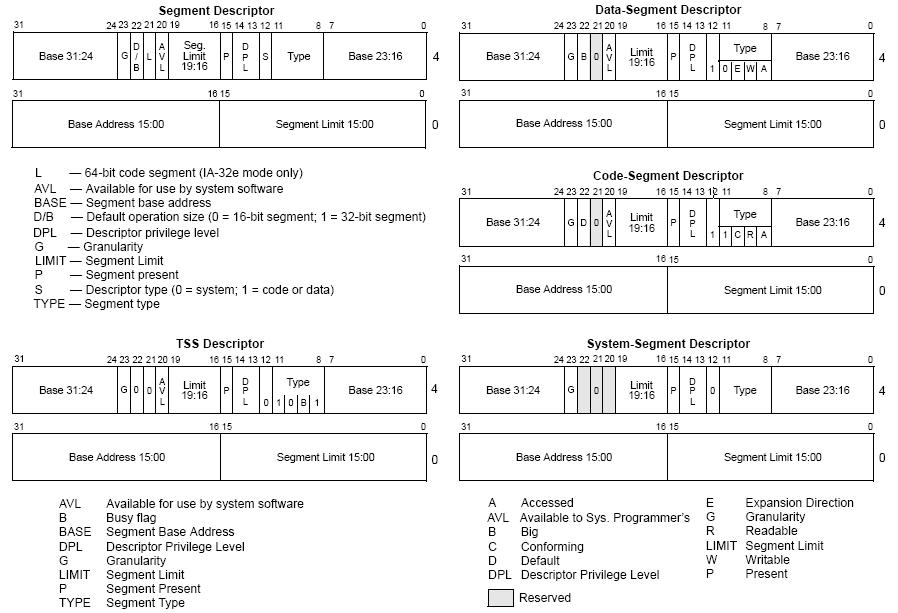 Segment Descriptor
31 24 23 22 21 20 19 16 15 14 13 12 11 8 7 0
Base 31:24 G D/B L AVL Seg. Limit 19:16 P DPL S Type Base 23:16 4
31 16 15 0
Base Address 15:00 Segment Limit 15:00 0
L — 64-bit code segment (IA-32e mode only)
AVL — Available for use by system software
BASE — Segment base address
D/B — Default operation size (0 = 16-bit segment; 1 = 32-bit segment)
DPL — Descriptor privilege level
G — Granularity
LIMIT — Segment Limit
P — Segment present
S — Descriptor type (0 = system; 1 = code or data)
TYPE — Segment type
Data-Segment Descriptor
31 24 23 22 21 20 19 16 15 14 13 12 11 8 7 0
Base 31:24 G B 0 AVL Limit 19:16 P DPL 1 Type 0 E W A Base 23:16 4
31 16 15 0
Base Address 15:00 Segment Limit 15:00 0
Code-Segment Descriptor
31 24 23 22 21 20 19 16 15 14 13 12 11 8 7 0
Base 31:24 G D 0 AVL Limit 19:16 P DPL 1 Type 1 C R A Base 23:16 4
31 16 15 0
Base Address 15:00 Segment Limit 15:00 0
TSS Descriptor
31 24 23 22 21 20 19 16 15 14 13 12 11 8 7 0
Base 31:24 G 0 0 AVL Limit 19:16 P DPL 0 Type 1 0 B 1 Base 23:16 4
31 16 15 0
Base Address 15:00 Segment Limit 15:00 0
AVL Available for use by system software
B Busy flag
BASE Segment Base Address
DPL Descriptor Privilege Level
G Granularity
LIMIT Segment Limit
P Segment Present
TYPE Segment Type
System-Segment Descriptor
31 24 23 22 21 20 19 16 15 14 13 12 11 8 7 0
Base 31:24 G 0 Limit 19:16 P DPL 0 Type Base 23:16 4
31 16 15 0
Base Address 15:00 Segment Limit 15:00 0
A Accessed
AVL Available to Sys. Programmer's
B Big
C Conforming
D Default
DPL Descriptor Privilege Level
Reserved
E Expansion Direction
G Granularity
R Readable
LIMIT Segment Limit
W Writable
P Present